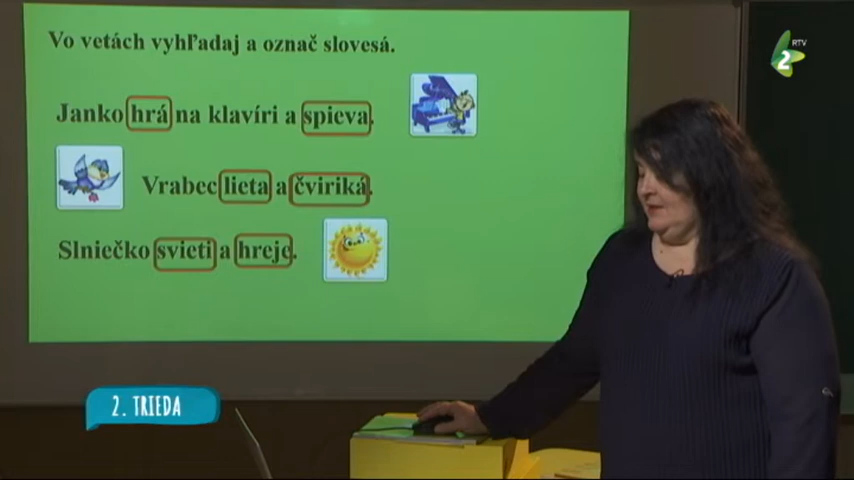 Vo vetách vyhľadaj a označ slovesá.
RTV
2
Janko hrá na klavíri a spieva.
Vrabec lieta a čviriká.
Slniečko svieti a hreje.
2. TRIEDA